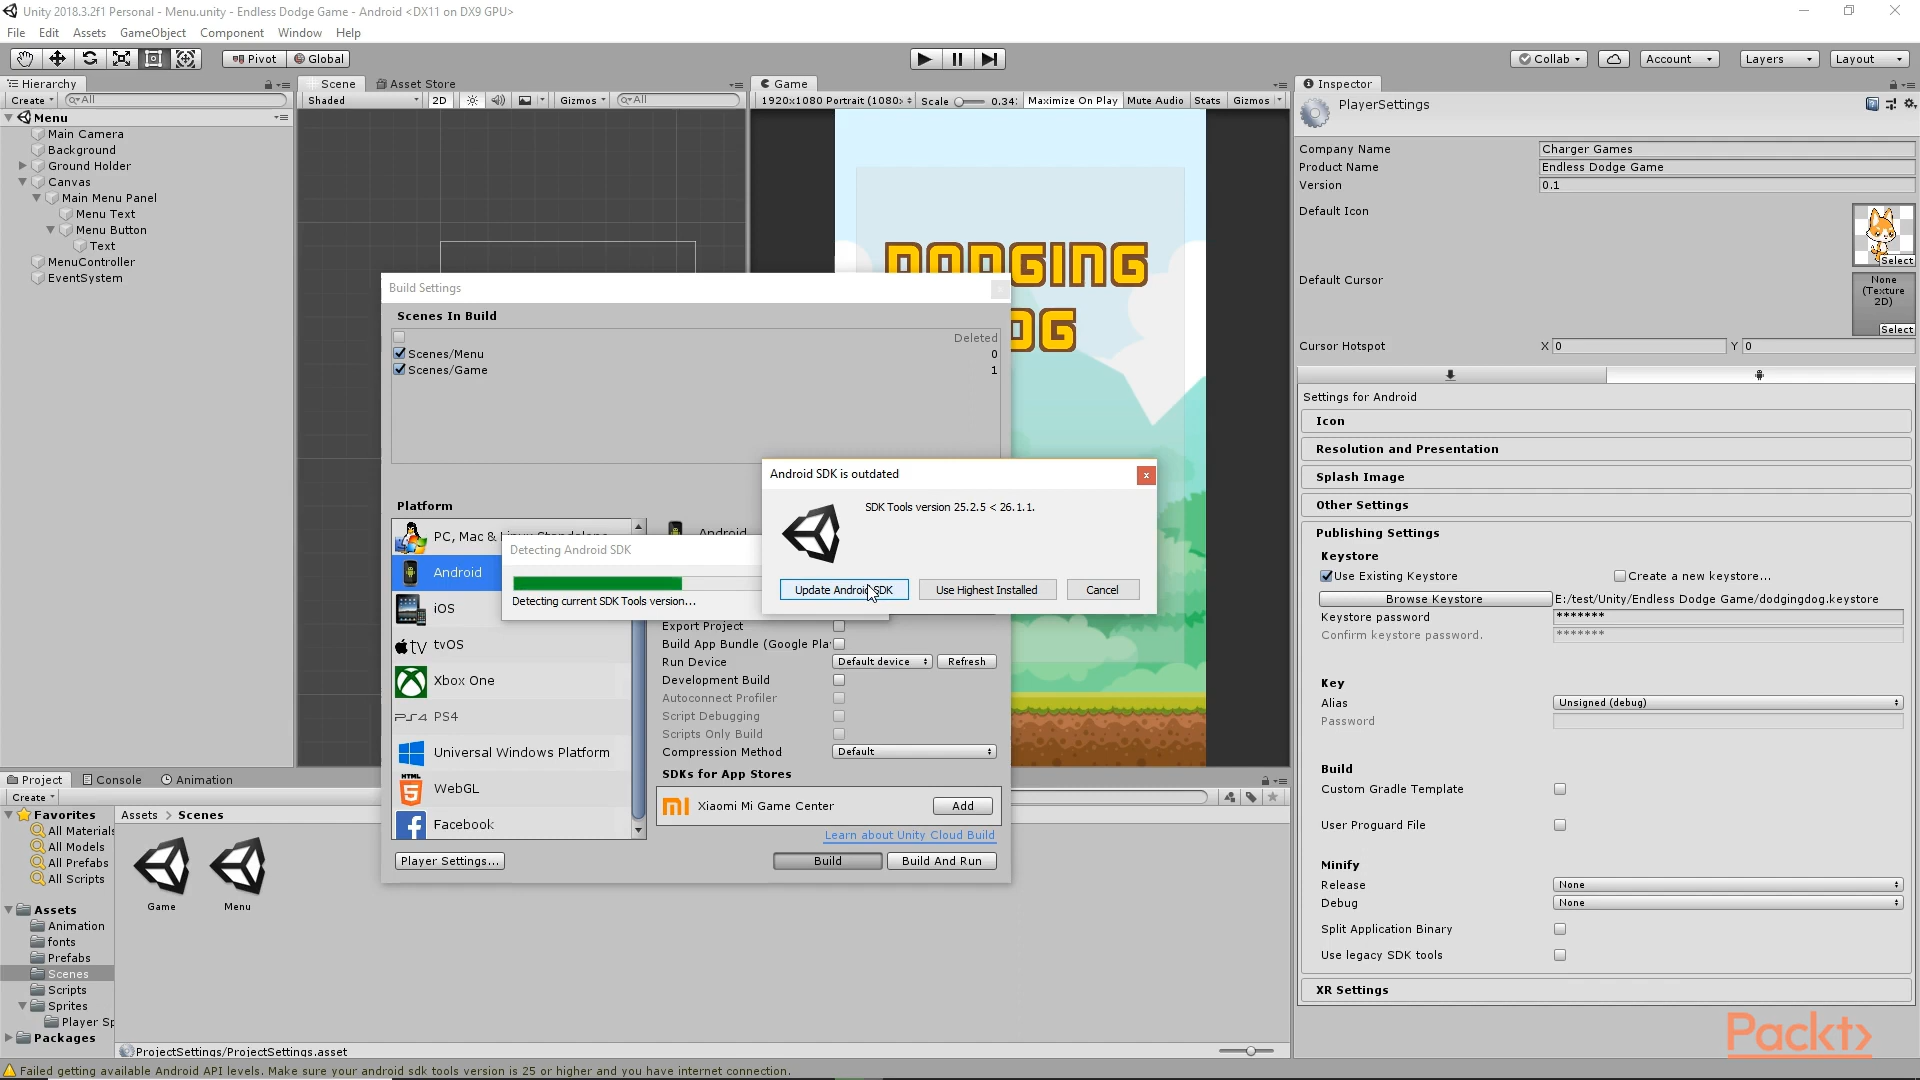 Unity 2018.3.2f1 Personal - Menu.unity - Endless Dodge Game - Android <DX11 on DX9 GPU>
File Edit Assets GameObject Component Window Help
Pivot Global
Collab Account Layers Layout
Hierarchy
Create All
Menu
Main Camera
Background
Ground Holder
Canvas
Main Menu Panel
Menu Text
Menu Button
Text
MenuController
EventSystem
Scene Asset Store
Shaded 2D Gizmos All
Game
1920x1080 Portrait (1080x Scale 0.34 Maximize On Play Mute Audio Stats Gizmos
DODGING
Build Settings
Scenes In Build
Deleted
Scenes/Menu 0
Scenes/Game 1
Platform
PC, Mac & Linux Standalone
Android
iOS
tv tvOS
Xbox One
PS4 PS4
Universal Windows Platform
HTML 5 WebGL
Facebook
Android
Detecting Android SDK
Detecting current SDK Tools version...
Android SDK is outdated
SDK Tools version 25.2.5 < 26.1.1.
Update Android SDK Use Highest Installed Cancel
Export Project
Build App Bundle (Google Pla
Run Device Default device Refresh
Development Build
Autoconnect Profiler
Script Debugging
Scripts Only Build
Compression Method Default
SDKs for App Stores
Xiaomi Mi Game Center Add
Learn about Unity Cloud Build
Player Settings... Build Build And Run
Inspector
PlayerSettings
Company Name Charger Games
Product Name Endless Dodge Game
Version 0.1
Default Icon
Select
Default Cursor
None
(Texture
2D)
Select
Cursor Hotspot X 0 Y 0
Settings for Android
Icon
Resolution and Presentation
Splash Image
Other Settings
Publishing Settings
Keystore
Use Existing Keystore Create a new keystore...
Browse Keystore E:/test/Unity/Endless Dodge Game/dodgingdog.keystore
Keystore password *******
Confirm keystore password. *******
Key
Alias Unsigned (debug)
Password
Build
Custom Gradle Template
User Proguard File
Minify
Release None
Debug None
Split Application Binary
Use legacy SDK tools
XR Settings
Project Console Animation
Create
Favorites
All Materials
All Models
All Prefabs
All Scripts
Assets
Animation
fonts
Prefabs
Scenes
Scripts
Sprites
Player Sp
Packages
Assets > Scenes
Game Menu
ProjectSettings/ProjectSettings.asset
Failed getting available Android API levels. Make sure your android sdk tools version is 25 or higher and you have internet connection.
Packt>